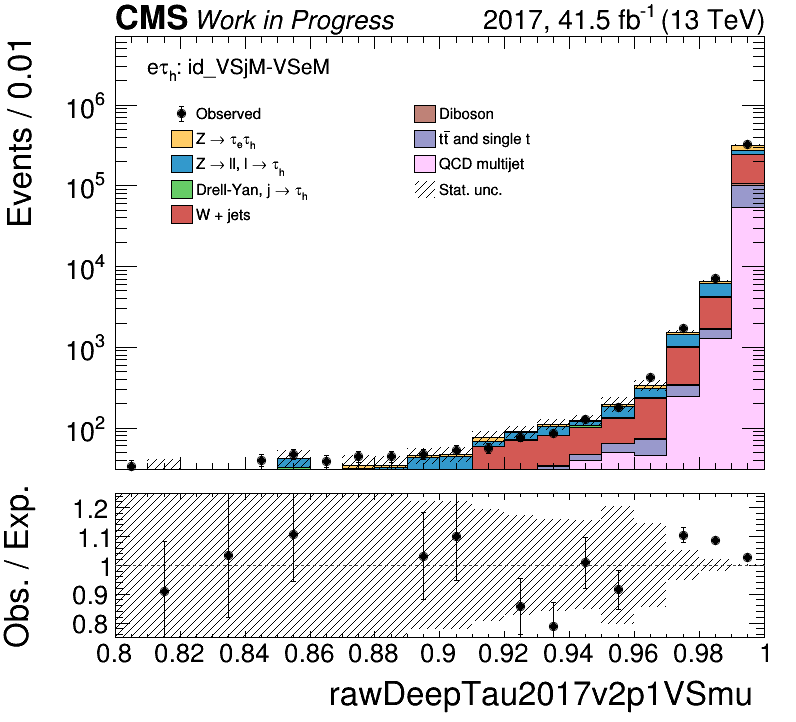 CMS Work in Progress 2017, 41.5 fb⁻¹ (13 TeV)
Events / 0.01
eτₕ: id_VSjM-VSeM
Observed
Z → τₑτₕ
Z → ll, l → τₕ
Drell-Yan, j → τₕ
W + jets
Diboson
tt̄ and single t
QCD multijet
Stat. unc.
10⁶
10⁵
10⁴
10³
10²
Obs. / Exp.
1.2
1.1
1
0.9
0.8
0.8 0.82 0.84 0.86 0.88 0.9 0.92 0.94 0.96 0.98 1
rawDeepTau2017v2p1VSmu